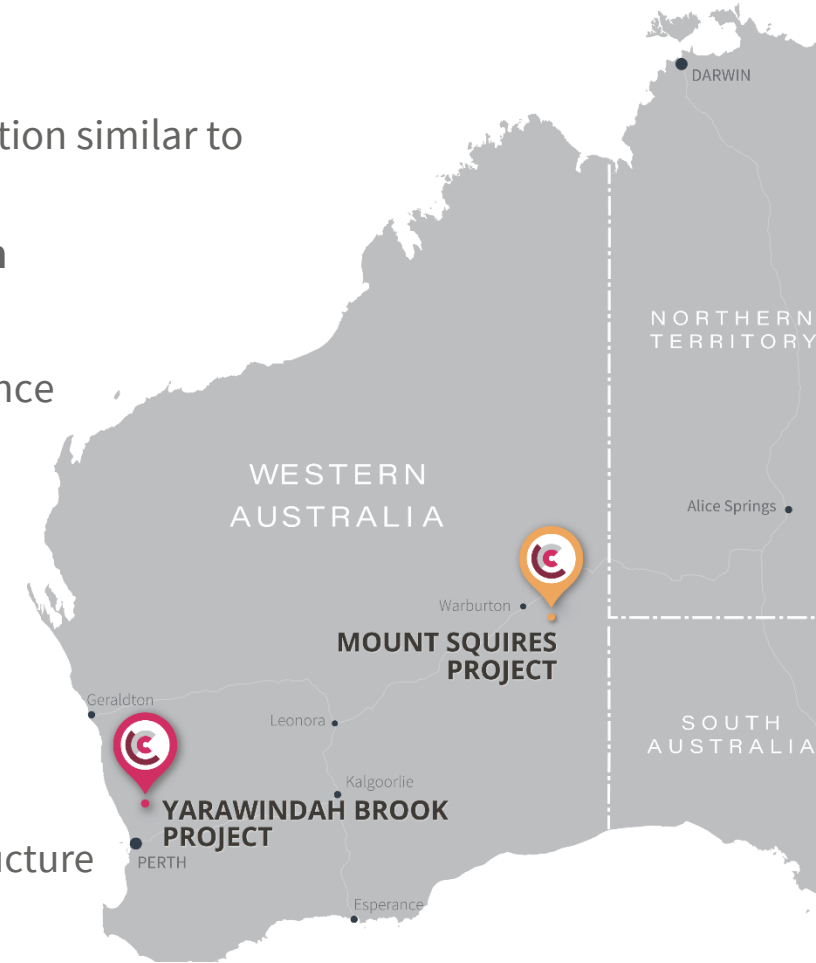 DARWIN
tion similar to
NORTHERN
TERRITORY
nce
WESTERN
AUSTRALIA
Alice Springs
Warburton
MOUNT SQUIRES
PROJECT
Geraldton
Leonora
SOUTH
AUSTRALIA
Kalgoorlie
YARAWINDAH BROOK
PROJECT
ucture
PERTH
Esperance